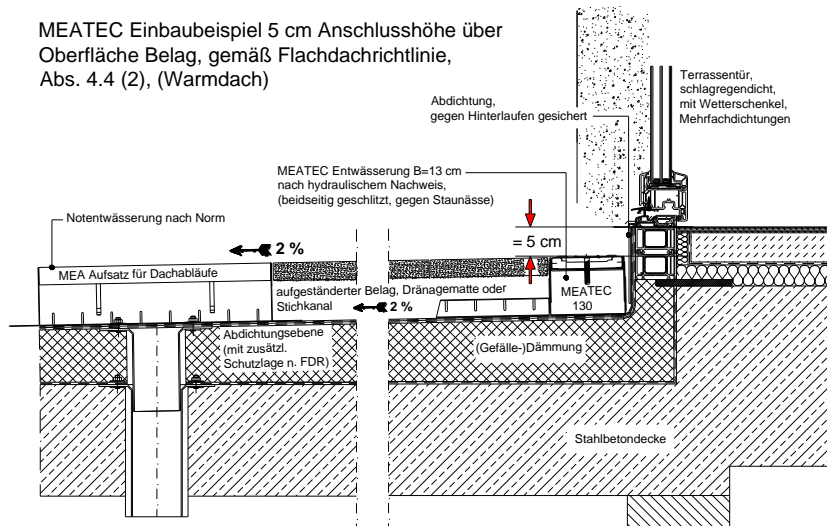 MEATEC Einbaubeispiel 5 cm Anschlusshöhe über
Oberfläche Belag, gemäß Flachdachrichtlinie,
Abs. 4.4 (2), (Warmdach)
Terrassentür,
schlagregendicht,
mit Wetterschenkel,
Mehrfachdichtungen
Abdichtung,
gegen Hinterlaufen gesichert
MEATEC Entwässerung B=13 cm
nach hydraulischem Nachweis,
(beidseitig geschlitzt, gegen Staunässe)
Notentwässerung nach Norm
2 %
= 5 cm
MEA Aufsatz für Dachabläufe
aufgeständerter Belag, Dränagematte oder
Stichkanal
2 %
MEATEC
130
Abdichtungsebene
(mit zusätzl.
Schutzlage n. FDR)
(Gefälle-)Dämmung
Stahlbetondecke